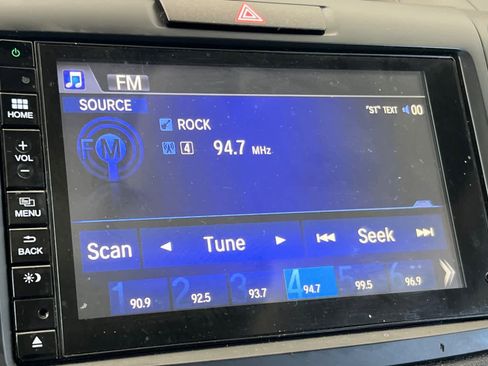 FM
SOURCE
"ST" TEXT 00
HOME
FM
ROCK
4 94.7 MHz
+
VOL
−
MENU
BACK
Scan ◄ Tune ► Seek
1 90.9 2 92.5 3 93.7 4 94.7 5 99.5 6 96.9